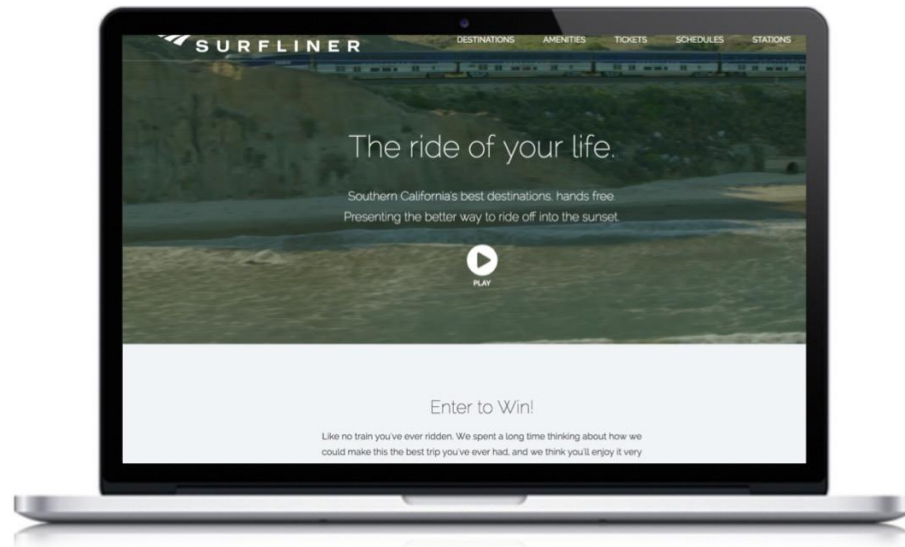 SURFLINER
DESTINATIONS AMENITIES TICKETS SCHEDULES STATIONS
The ride of your life.
Southern California's best destinations, hands free.
Presenting the better way to ride off into the sunset.
PLAY
Enter to Win!
Like no train you've ever ridden. We spent a long time thinking about how we
could make this the best trip you've ever had, and we think you'll enjoy it very